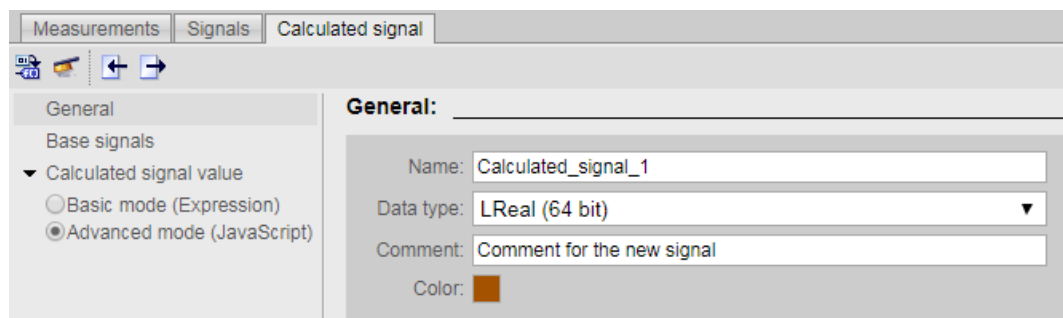 Measurements Signals Calculated signal
General
Base signals
Calculated signal value
Basic mode (Expression)
Advanced mode (JavaScript)
General:
Name: Calculated_signal_1
Data type: LReal (64 bit)
Comment: Comment for the new signal
Color: